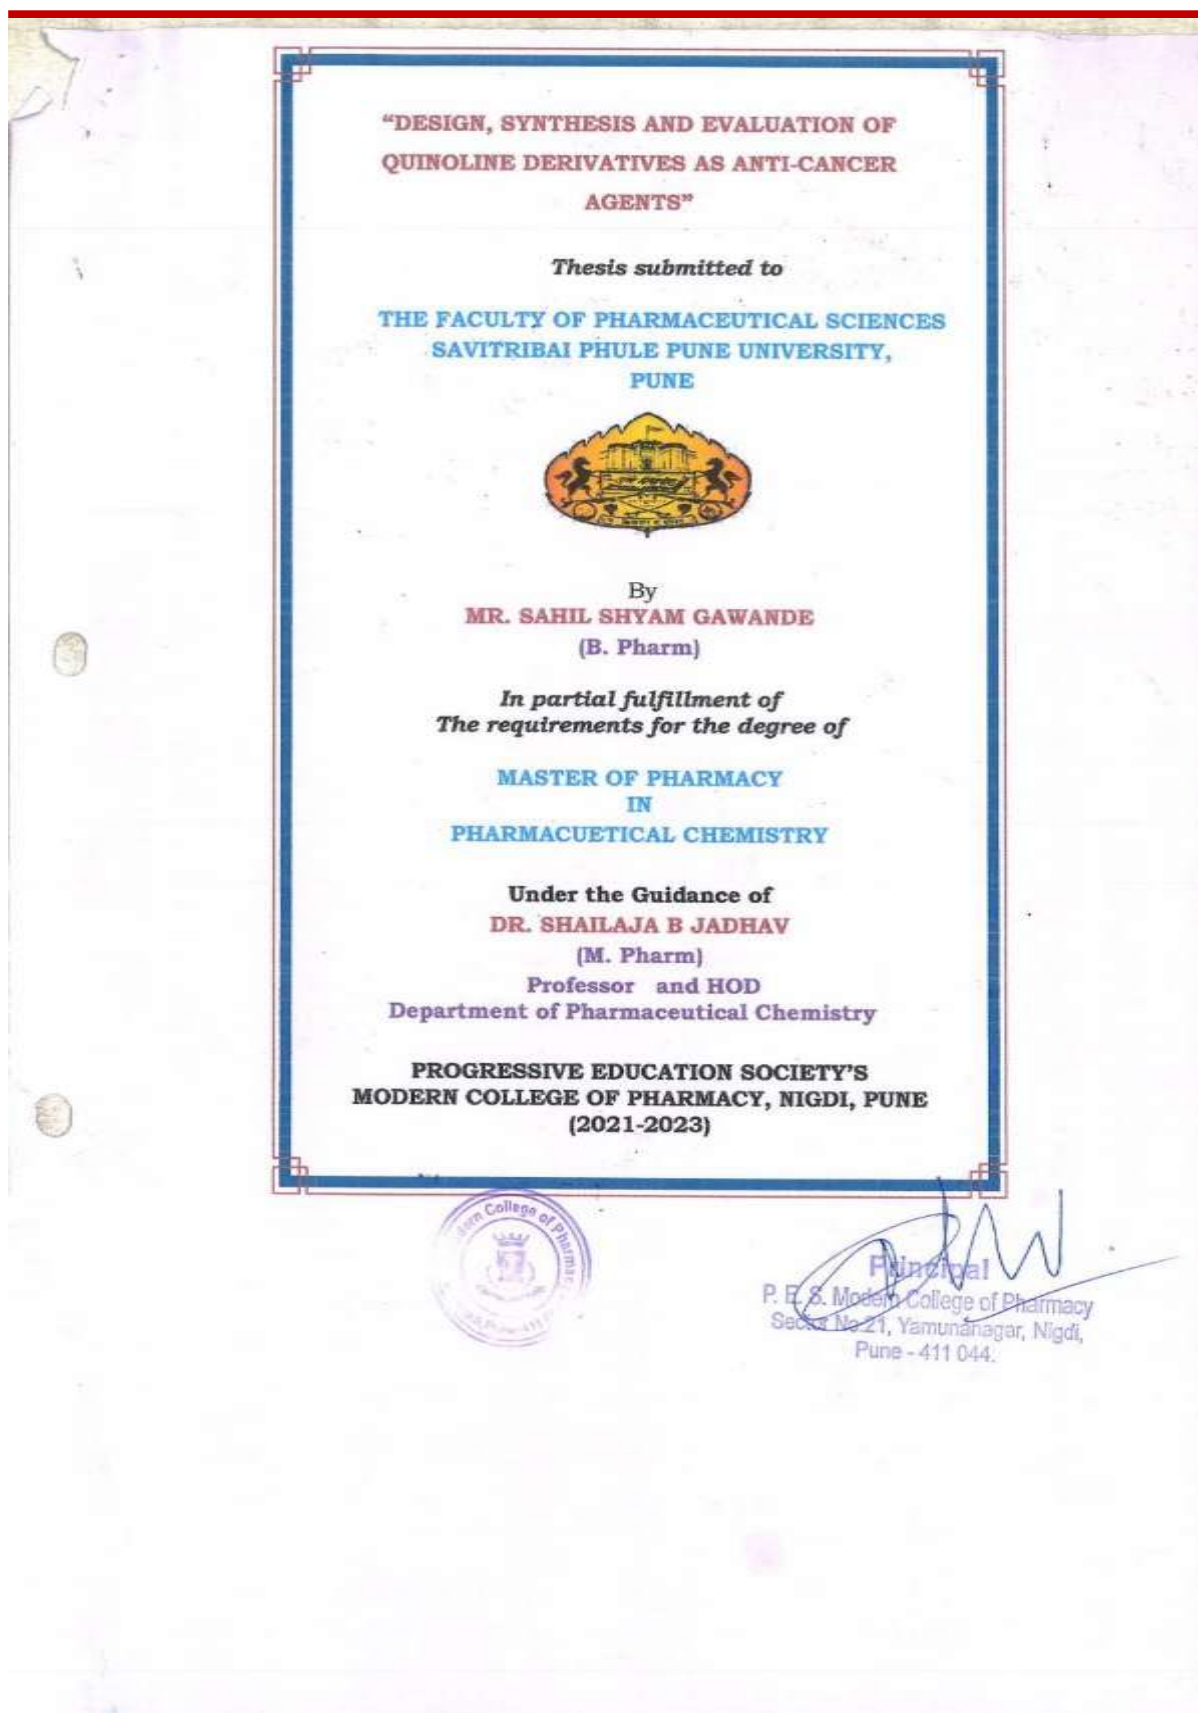 “DESIGN, SYNTHESIS AND EVALUATION OF
QUINOLINE DERIVATIVES AS ANTI-CANCER
AGENTS”
Thesis submitted to
THE FACULTY OF PHARMACEUTICAL SCIENCES
SAVITRIBAI PHULE PUNE UNIVERSITY,
PUNE
By
MR. SAHIL SHYAM GAWANDE
(B. Pharm)
In partial fulfillment of
The requirements for the degree of
MASTER OF PHARMACY
IN
PHARMACUETICAL CHEMISTRY
Under the Guidance of
DR. SHAILAJA B JADHAV
(M. Pharm)
Professor and HOD
Department of Pharmaceutical Chemistry
PROGRESSIVE EDUCATION SOCIETY’S
MODERN COLLEGE OF PHARMACY, NIGDI, PUNE
(2021-2023)
College of
Principal
P. E. S. Modern College of Pharmacy
Sector No.21, Yamunanagar, Nigdi,
Pune - 411 044.